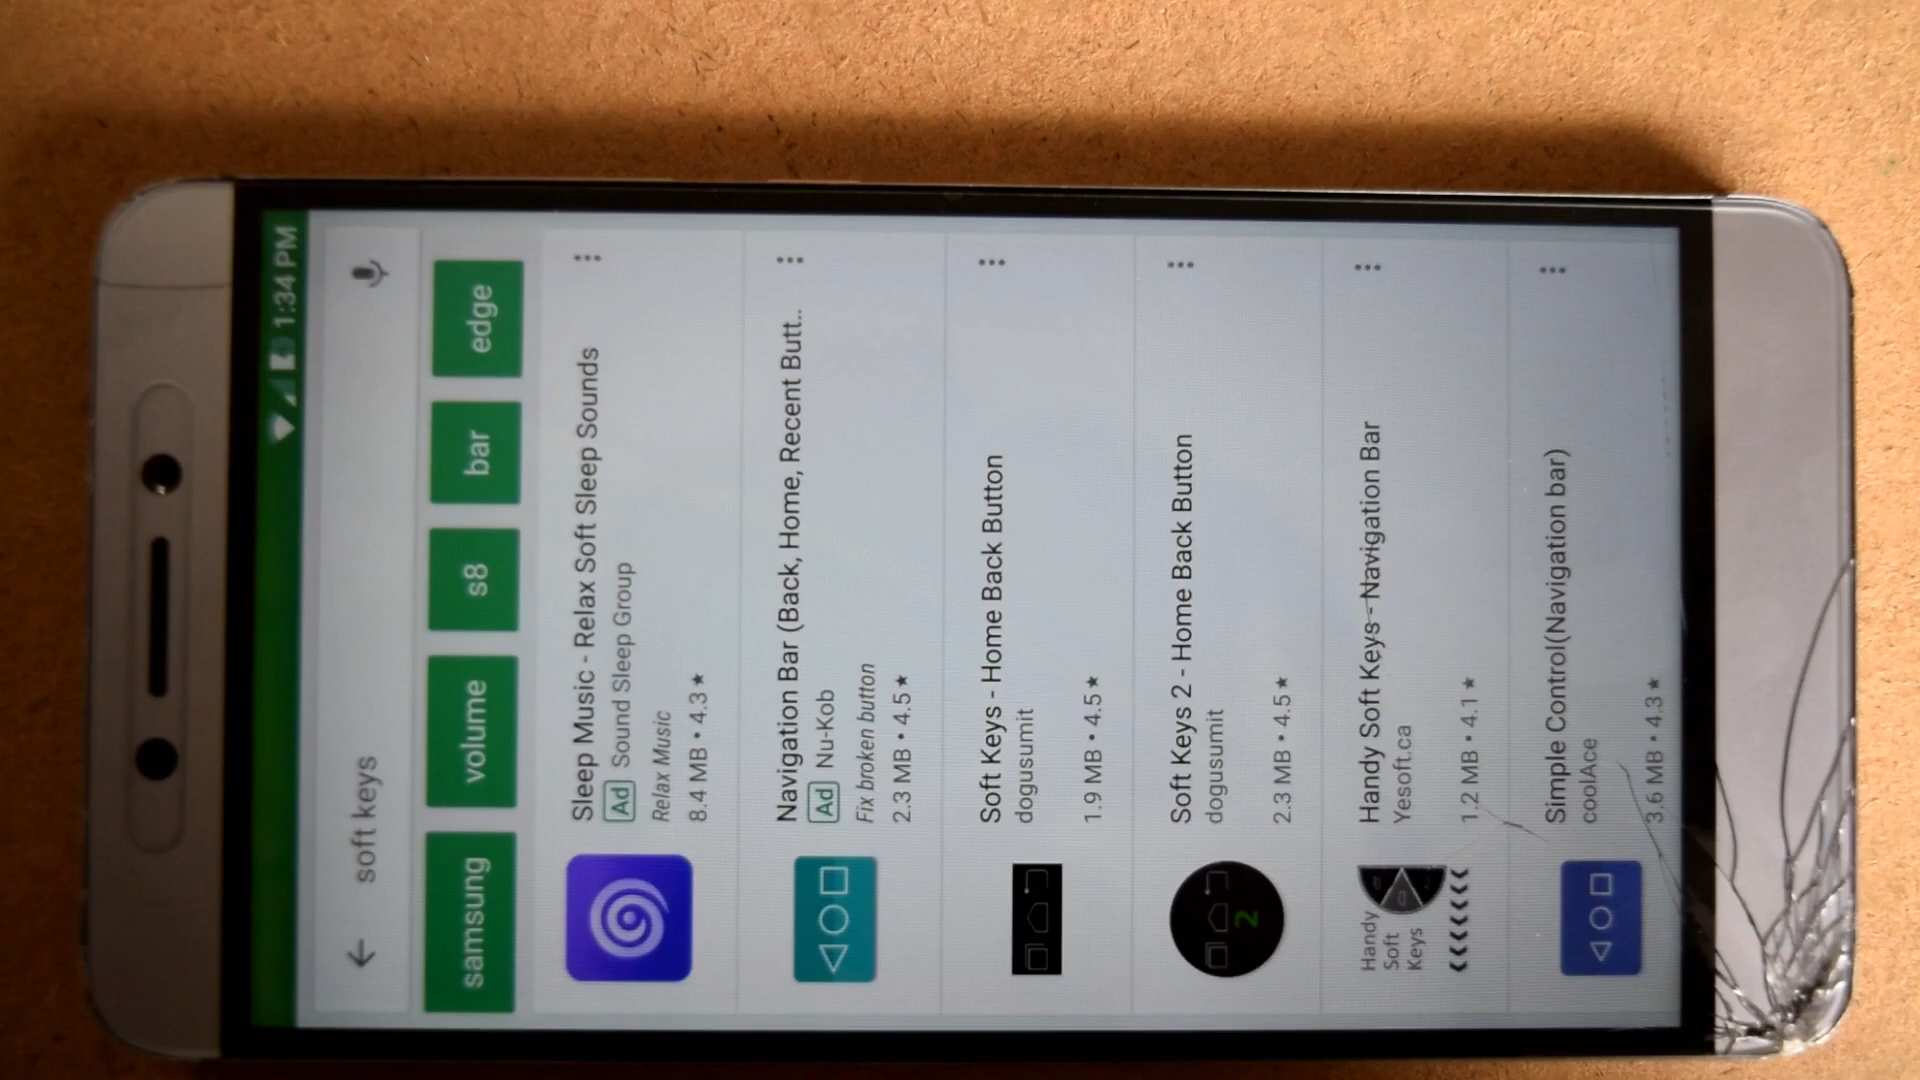 1:34 PM
soft keys
samsung volume s8 bar edge
Sleep Music - Relax Soft Sleep Sounds
Ad Sound Sleep Group
Relax Music
8.4 MB • 4.3★
Navigation Bar (Back, Home, Recent Butt..
Ad Nu-Kob
Fix broken button
2.3 MB • 4.5★
Soft Keys - Home Back Button
dogusumit
1.9 MB • 4.5★
2
Soft Keys 2 - Home Back Button
dogusumit
2.3 MB • 4.5★
Handy
Soft
Keys
Handy Soft Keys - Navigation Bar
Yesoft.ca
1.2 MB • 4.1★
Simple Control(Navigation bar)
coolAce
3.6 MB • 4.3★